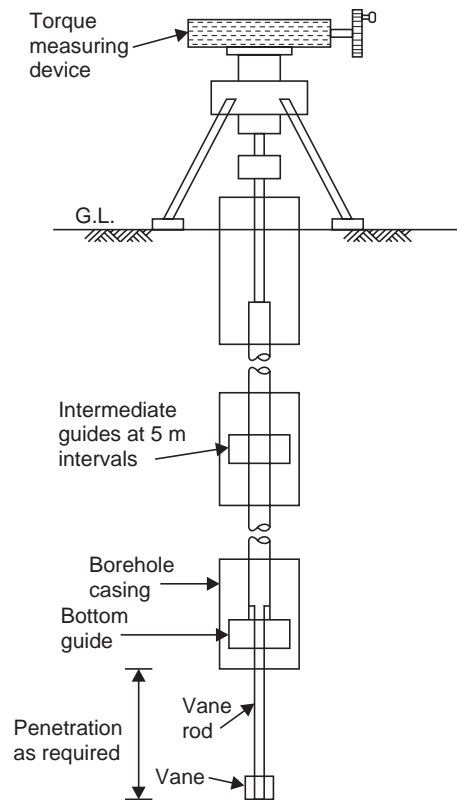 Torque
measuring
device
G.L.
Intermediate
guides at 5 m
intervals
Borehole
casing
Bottom
guide
Vane
rod
Penetration
as required
Vane